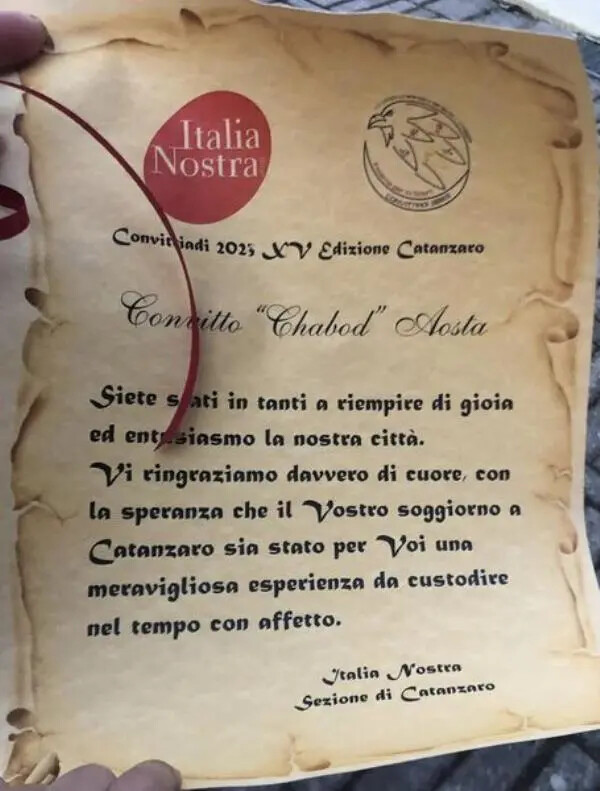 Italia
Nostra
Convittiadi 2025 XV Edizione Catanzaro
Convitto "Chabod" Aosta
Siete stati in tanti a riempire di gioia
ed entusiasmo la nostra città.
Vi ringraziamo davvero di cuore, con
la speranza che il Vostro soggiorno a
Catanzaro sia stato per Voi una
meravigliosa esperienza da custodire
nel tempo con affetto.
Italia Nostra
Sezione di Catanzaro